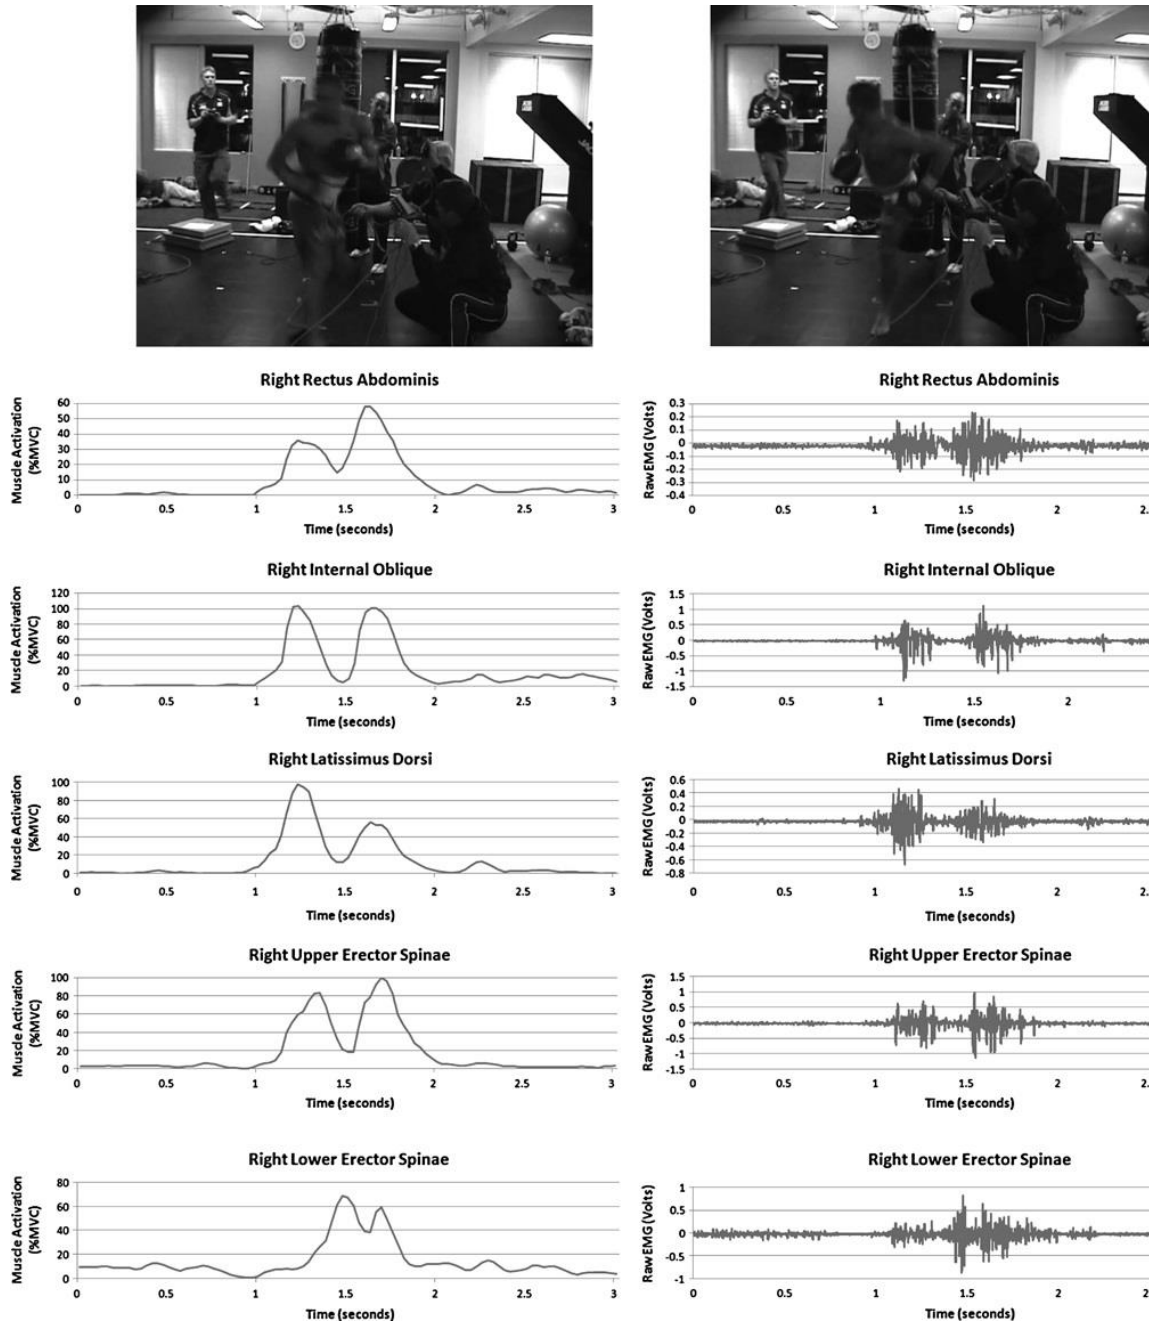 Right Rectus Abdominis
Muscle Activation
(%MVC)
60
50
40
30
20
10
0
0 0.5 1 1.5 2 2.5 3
Time (seconds)
Right Rectus Abdominis
Raw EMG (Volts)
0.3
0.2
0.1
0
-0.1
-0.2
-0.3
-0.4
0 0.5 1 1.5 2 2.5
Time (seconds)
Right Internal Oblique
Muscle Activation
(%MVC)
120
100
80
60
40
20
0
0 0.5 1 1.5 2 2.5 3
Time (seconds)
Right Internal Oblique
Raw EMG (Volts)
1.5
1
0.5
0
-0.5
-1
-1.5
0 0.5 1 1.5 2
Time (seconds)
Right Latissimus Dorsi
Muscle Activation
(%MVC)
100
80
60
40
20
0
0 0.5 1 1.5 2 2.5 3
Time (seconds)
Right Latissimus Dorsi
Raw EMG (Volts)
0.6
0.4
0.2
0
-0.2
-0.4
-0.6
-0.8
0 0.5 1 1.5 2 2.5
Time (seconds)
Right Upper Erector Spinae
Muscle Activation
(%MVC)
100
80
60
40
20
0
0 0.5 1 1.5 2 2.5 3
Time (seconds)
Right Upper Erector Spinae
Raw EMG (Volts)
1.5
1
0.5
0
-0.5
-1
-1.5
0 0.5 1 1.5 2 2.5
Time (seconds)
Right Lower Erector Spinae
Muscle Activation
(%MVC)
80
60
40
20
0
0 0.5 1 1.5 2 2.5 3
Time (seconds)
Right Lower Erector Spinae
Raw EMG (Volts)
1
0.5
0
-0.5
-1
0 0.5 1 1.5 2 2.5
Time (seconds)